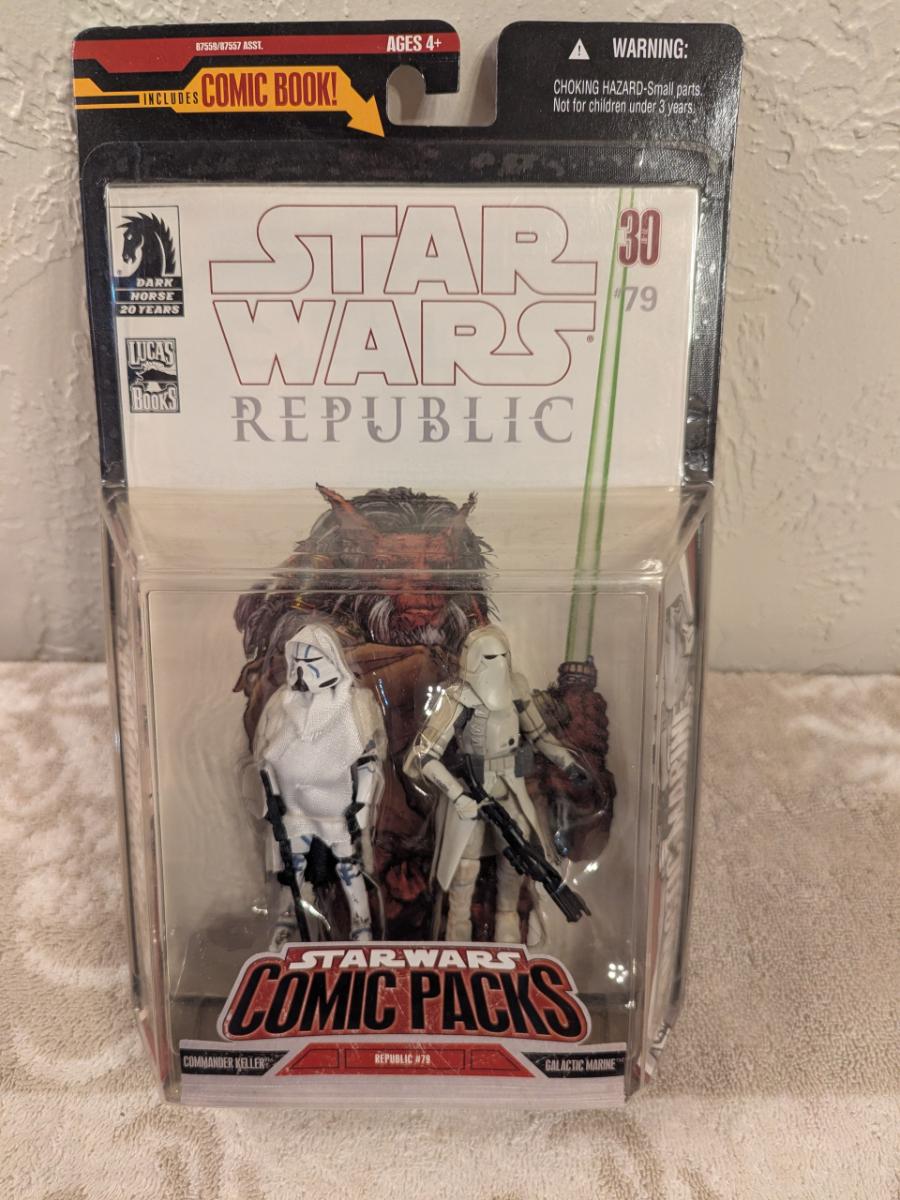 87559/87557 ASST.
AGES 4+
INCLUDES COMIC BOOK!
WARNING:
CHOKING HAZARD-Small parts.
Not for children under 3 years.
DARK
HORSE
20 YEARS
LUCAS
BOOKS
STAR
WARS®
REPUBLIC
30
#79
STAR WARS
COMIC PACKS
COMMANDER KELLER™
REPUBLIC #79
GALACTIC MARINE™